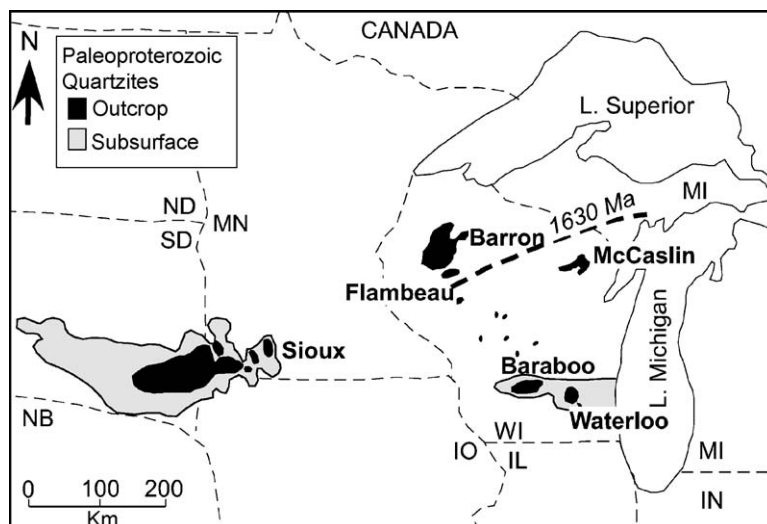 N
Paleoproterozoic
Quartzites
Outcrop
Subsurface
CANADA
L. Superior
MI
ND
MN
SD
1630 Ma
Barron
McCaslin
Flambeau
Sioux
L. Michigan
Baraboo
Waterloo
NB
WI
IO
IL
MI
IN
0 100 200
Km